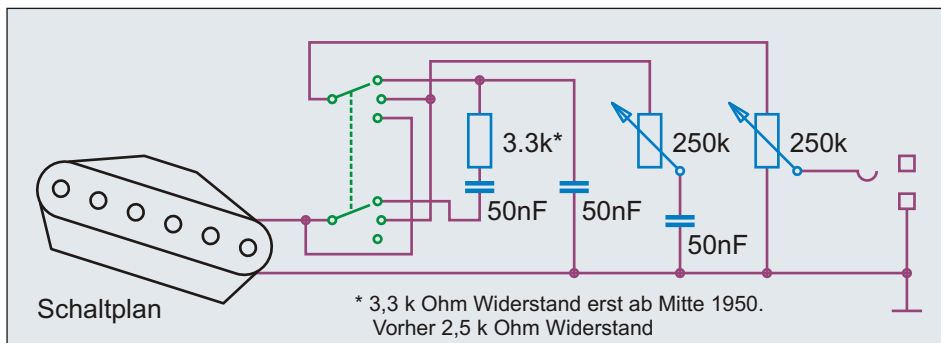 3.3k*
250k
250k
50nF
50nF
50nF
Schaltplan
* 3,3 k Ohm Widerstand erst ab Mitte 1950.
Vorher 2,5 k Ohm Widerstand